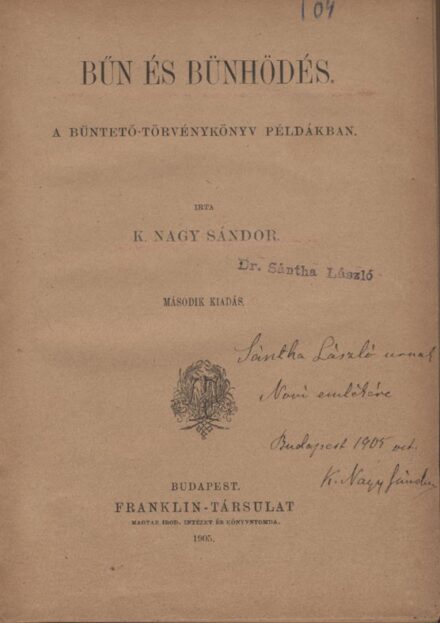 104
BŰN ÉS BÜNHÖDÉS.
A BÜNTETŐ-TÖRVÉNYKÖNYV PÉLDÁKBAN.
IRTA
K. NAGY SÁNDOR.
Dr. Sántha László
MÁSODIK KIADÁS.
Sántha László urnak
emlékére
Budapest 1905 oct.
K. Nagy Sándor
BUDAPEST.
FRANKLIN-TÁRSULAT
MAGYAR IROD. INTÉZET ÉS KÖNYVNYOMDA.
1905.